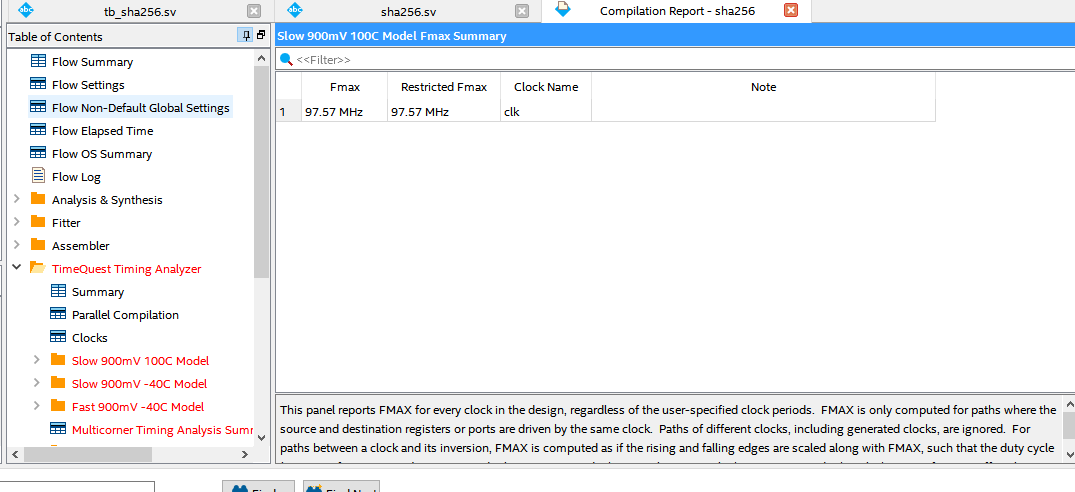 tb_sha256.sv
sha256.sv
Compilation Report - sha256
Table of Contents
Flow Summary
Flow Settings
Flow Non-Default Global Settings
Flow Elapsed Time
Flow OS Summary
Flow Log
Analysis & Synthesis
Fitter
Assembler
TimeQuest Timing Analyzer
Summary
Parallel Compilation
Clocks
Slow 900mV 100C Model
Slow 900mV -40C Model
Fast 900mV -40C Model
Multicorner Timing Analysis Summ
Slow 900mV 100C Model Fmax Summary
<<Filter>>
Fmax Restricted Fmax Clock Name Note
1 97.57 MHz 97.57 MHz clk
This panel reports FMAX for every clock in the design, regardless of the user-specified clock periods. FMAX is only computed for paths where the
source and destination registers or ports are driven by the same clock. Paths of different clocks, including generated clocks, are ignored. For
paths between a clock and its inversion, FMAX is computed as if the rising and falling edges are scaled along with FMAX, such that the duty cycle